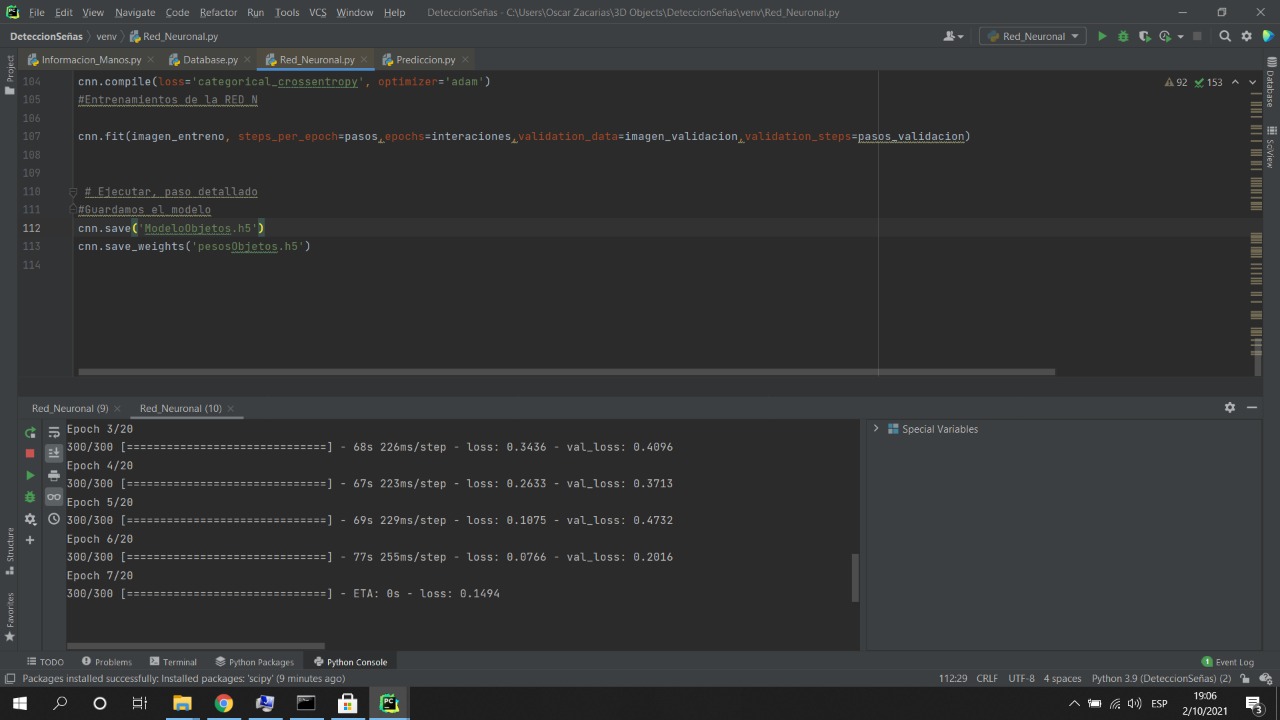 File Edit View Navigate Code Refactor Run Tools VCS Window Help DeteccionSeñas - C:\Users\Oscar Zacarias\3D Objects\DeteccionSeñas\venv\Red_Neuronal.py
DeteccionSeñas venv Red_Neuronal.py Red_Neuronal
Informacion_Manos.py Database.py Red_Neuronal.py Prediccion.py
Project
Database
SciView
92 153
104 cnn.compile(loss='categorical_crossentropy', optimizer='adam')
105 #Entrenamientos de la RED N
106
107 cnn.fit(imagen_entreno, steps_per_epoch=pasos,epochs=interaciones,validation_data=imagen_validacion,validation_steps=pasos_validacion)
108
109
110 # Ejecutar, paso detallado
111 #Guardamos el modelo
112 cnn.save('ModeloObjetos.h5')
113 cnn.save_weights('pesosObjetos.h5')
114
Red_Neuronal (9) Red_Neuronal (10)
Epoch 3/20
300/300 [==============================] - 68s 226ms/step - loss: 0.3436 - val_loss: 0.4096
Epoch 4/20
300/300 [==============================] - 67s 223ms/step - loss: 0.2633 - val_loss: 0.3713
Epoch 5/20
300/300 [==============================] - 69s 229ms/step - loss: 0.1075 - val_loss: 0.4732
Epoch 6/20
300/300 [==============================] - 77s 255ms/step - loss: 0.0766 - val_loss: 0.2016
Epoch 7/20
300/300 [==============================] - ETA: 0s - loss: 0.1494
Special Variables
Structure
Favorites
TODO Problems Terminal Python Packages Python Console 1 Event Log
Packages installed successfully: Installed packages: 'scipy' (9 minutes ago) 112:29 CRLF UTF-8 4 spaces Python 3.9 (DeteccionSeñas) (2)
PC ESP 19:06
2/10/2021 3